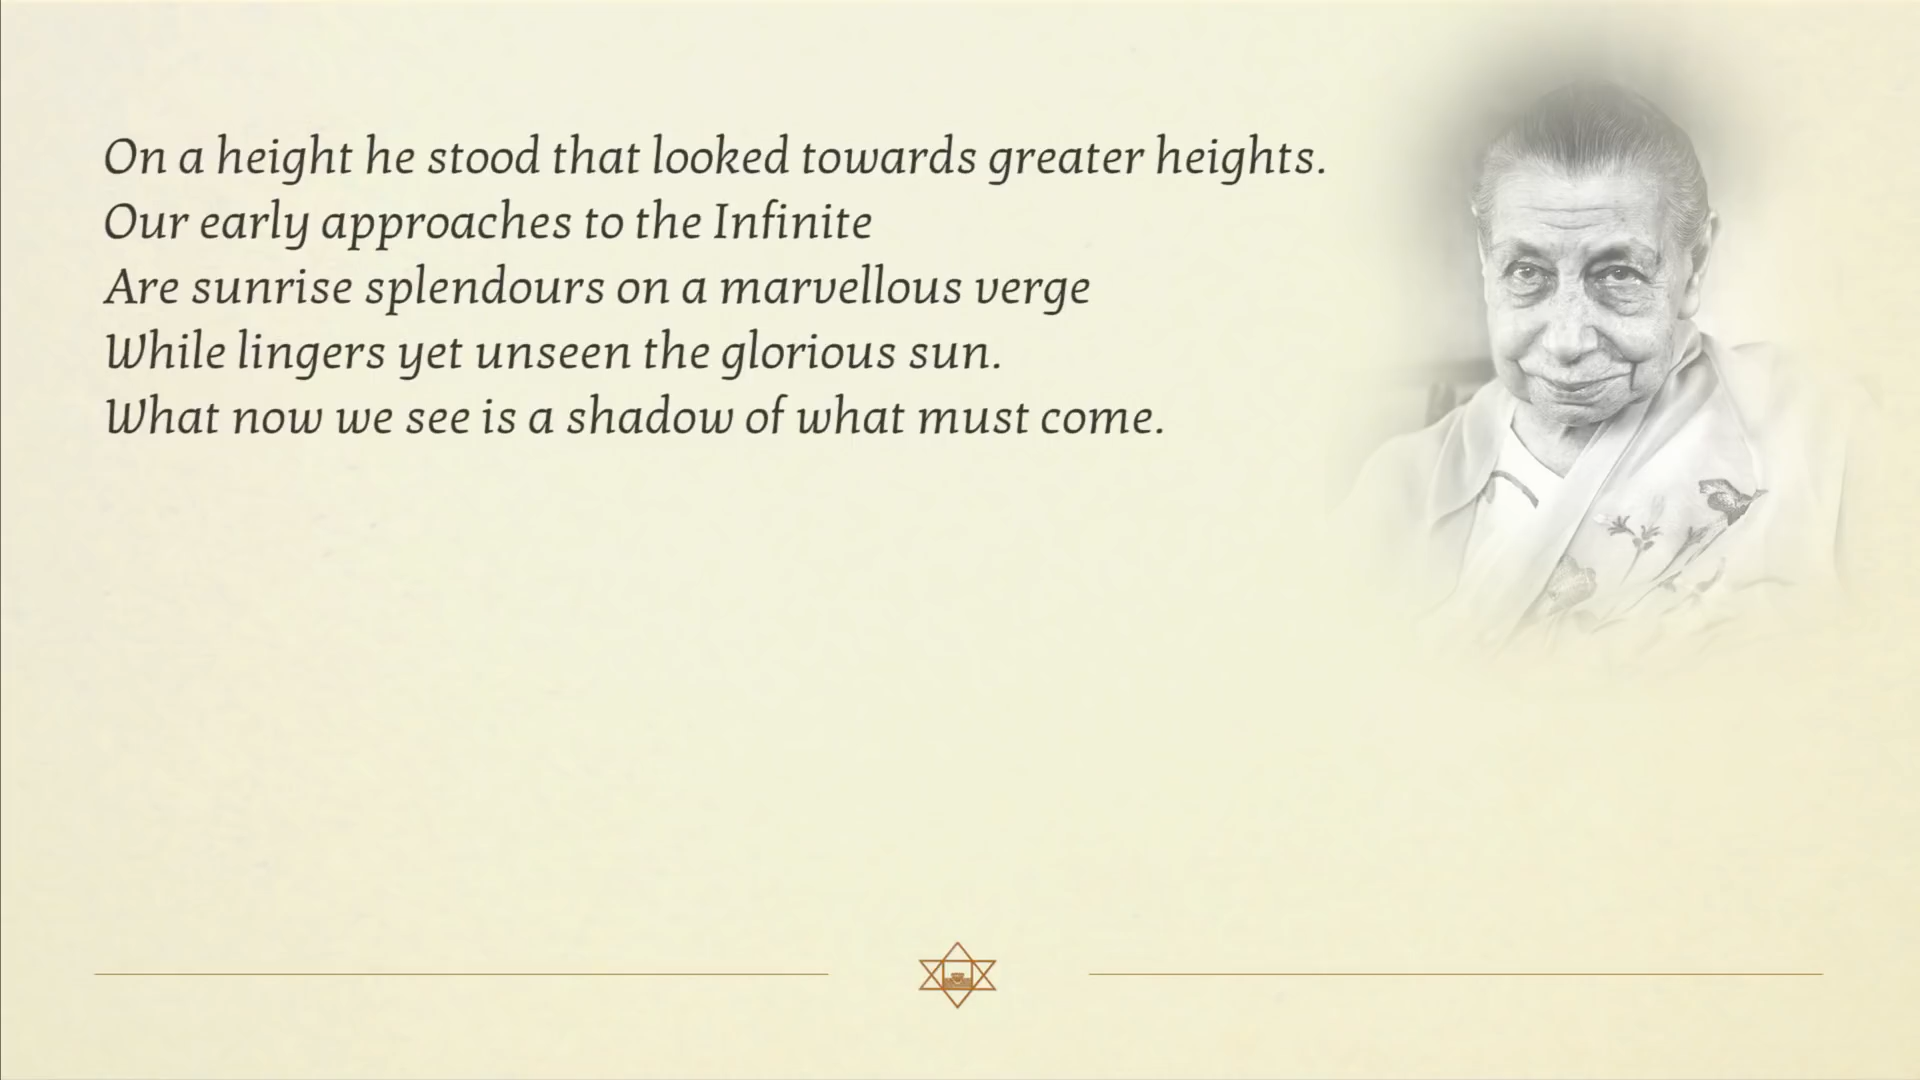 On a height he stood that looked towards greater heights.
Our early approaches to the Infinite
Are sunrise splendours on a marvellous verge
While lingers yet unseen the glorious sun.
What now we see is a shadow of what must come.